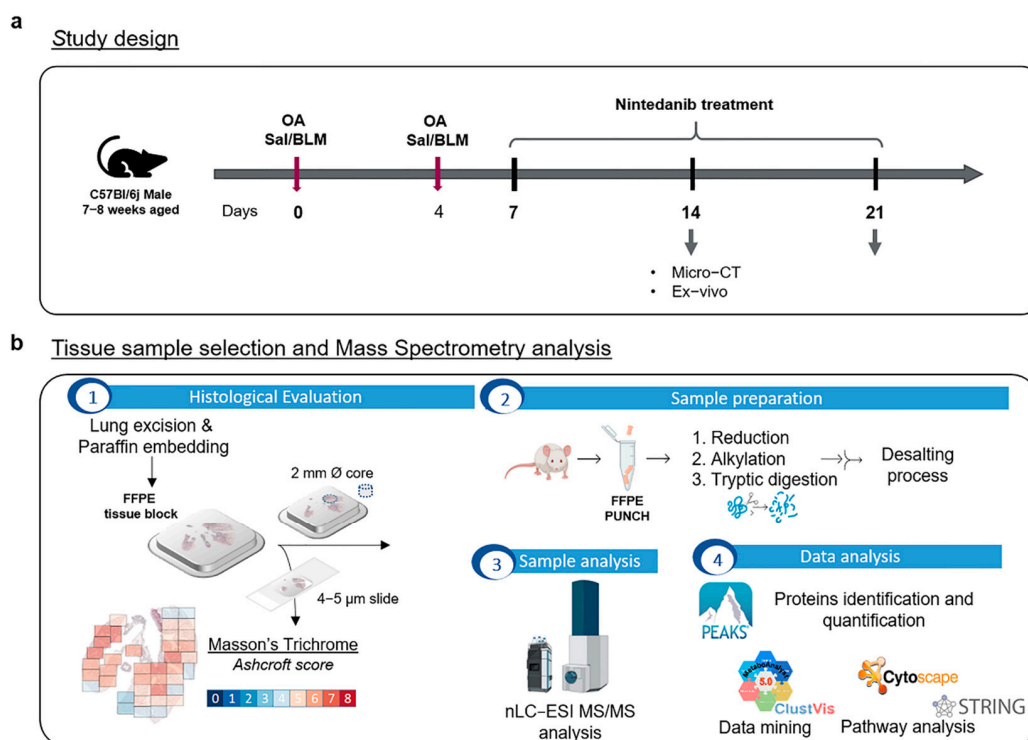 a
Study design
Nintedanib treatment
OA
Sal/BLM
OA
Sal/BLM
C57Bl/6j Male
7–8 weeks aged
Days
0
4
7
14
21
• Micro–CT
• Ex–vivo
b
Tissue sample selection and Mass Spectrometry analysis
1
Histological Evaluation
Lung excision &
Paraffin embedding
FFPE
tissue block
2 mm Ø core
4–5 µm slide
Masson's Trichrome
Ashcroft score
0 1 2 3 4 5 6 7 8
2
Sample preparation
FFPE
PUNCH
1. Reduction
2. Alkylation
3. Tryptic digestion
Desalting
process
3
Sample analysis
nLC–ESI MS/MS
analysis
4
Data analysis
PEAKS
Proteins identification and
quantification
MetaboAnalyst
5.0
ClustVis
Data mining
Cytoscape
STRING
Pathway analysis